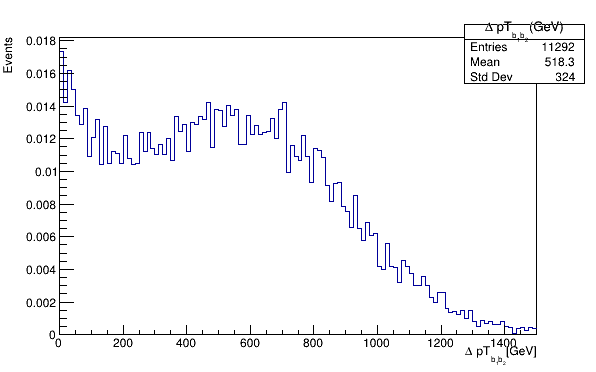 Δ pT b₁b₂ (GeV)
Entries 11292
Mean 518.3
Std Dev 324
Events
0.018
0.016
0.014
0.012
0.01
0.008
0.006
0.004
0.002
0
0 200 400 600 800 1000 1200 1400
Δ pT b₁b₂ [GeV]